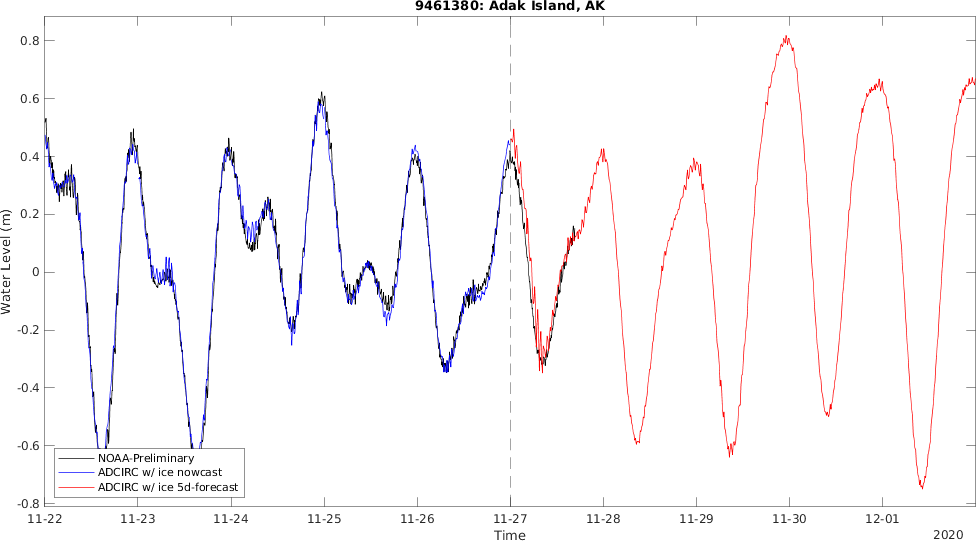 9461380: Adak Island, AK
0.8
0.6
0.4
0.2
0
-0.2
-0.4
-0.6
-0.8
Water Level (m)
NOAA-Preliminary
ADCIRC w/ ice nowcast
ADCIRC w/ ice 5d-forecast
11-22 11-23 11-24 11-25 11-26 11-27 11-28 11-29 11-30 12-01
Time
2020